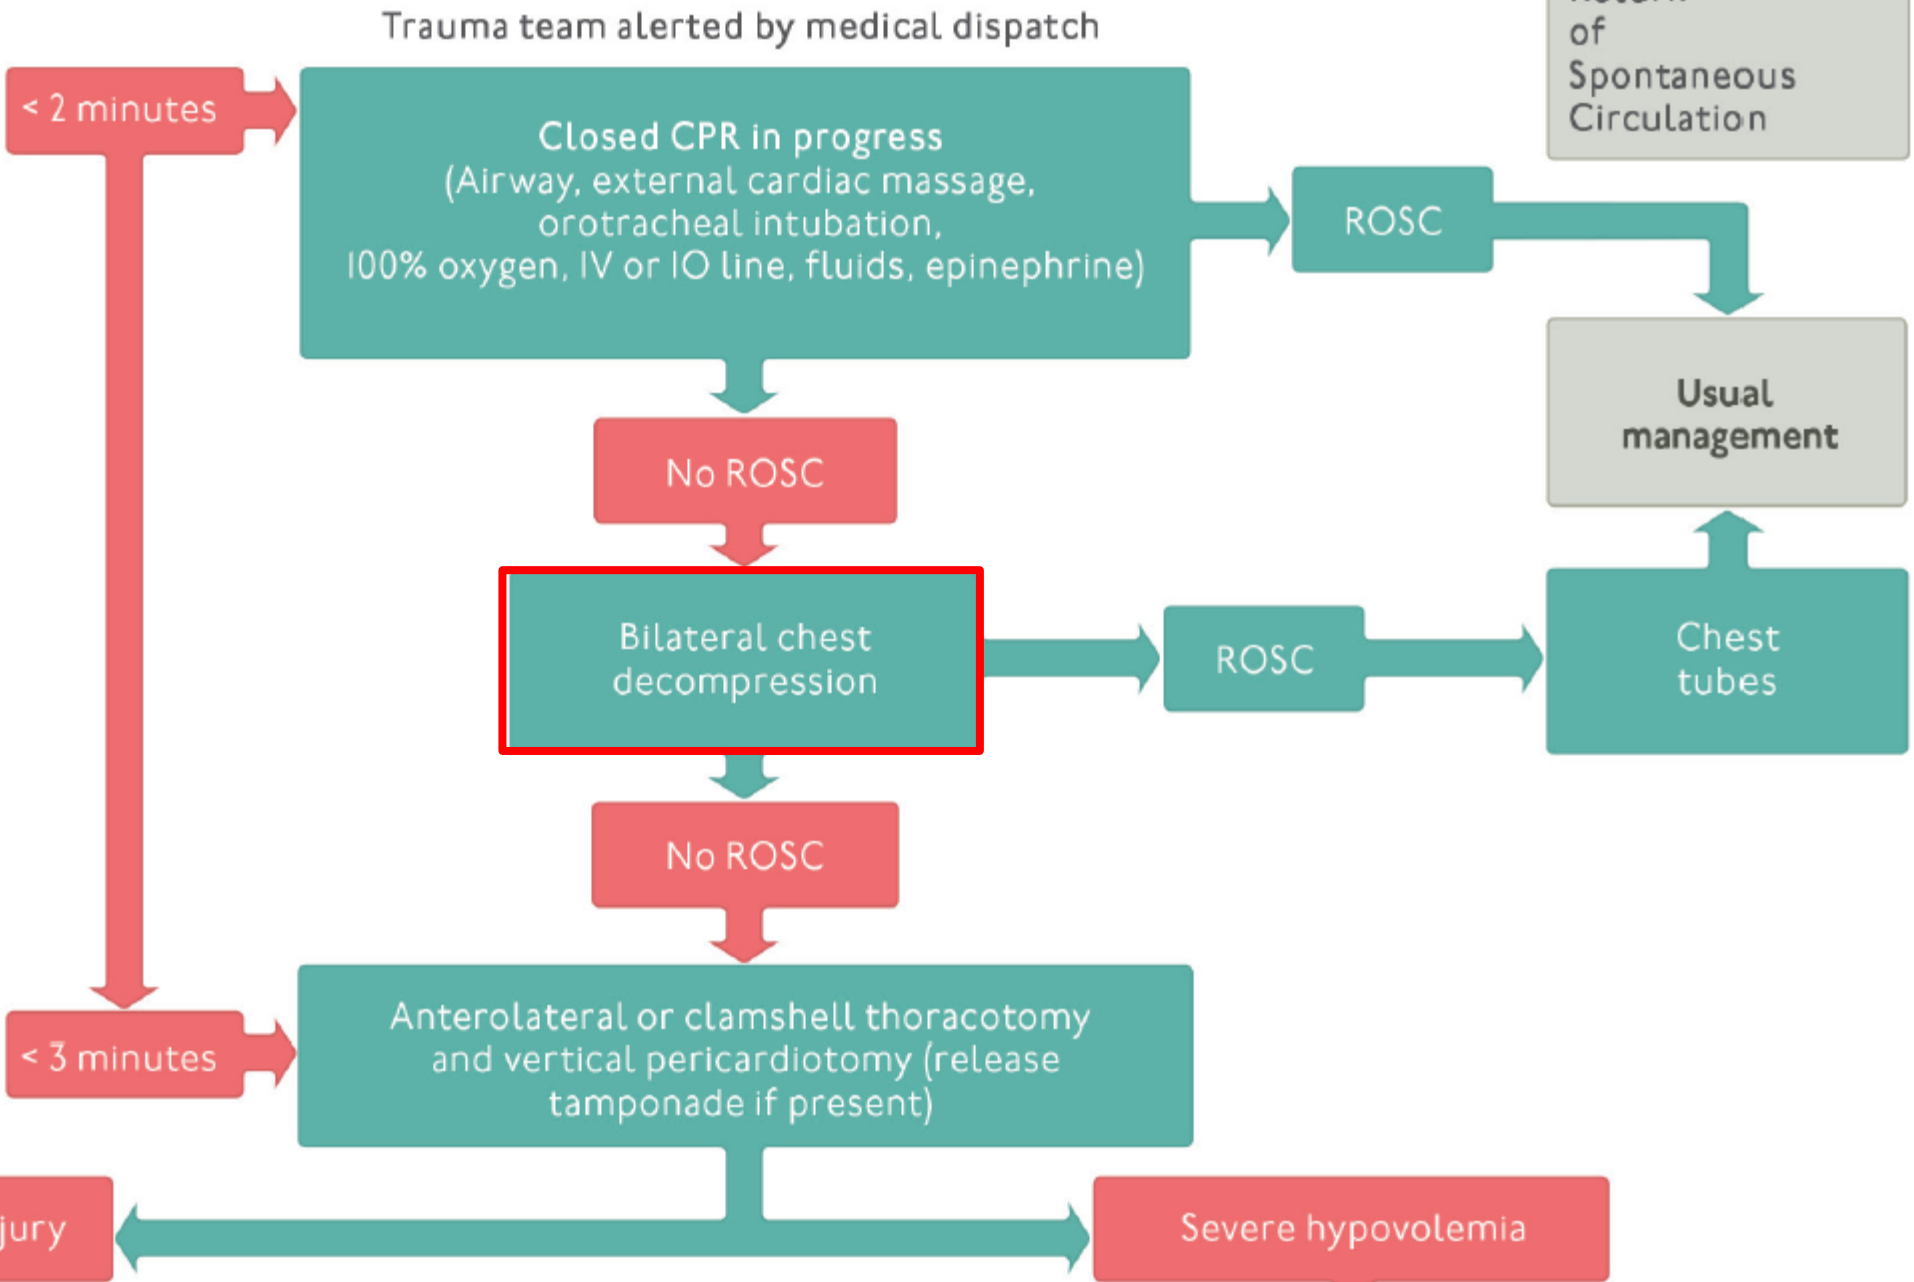 Trauma team alerted by medical dispatch
of
Spontaneous
Circulation
< 2 minutes
Closed CPR in progress
(Airway, external cardiac massage,
orotracheal intubation,
100% oxygen, IV or IO line, fluids, epinephrine)
ROSC
Usual
management
No ROSC
Bilateral chest
decompression
ROSC
Chest
tubes
No ROSC
< 3 minutes
Anterolateral or clamshell thoracotomy
and vertical pericardiotomy (release
tamponade if present)
jury
Severe hypovolemia